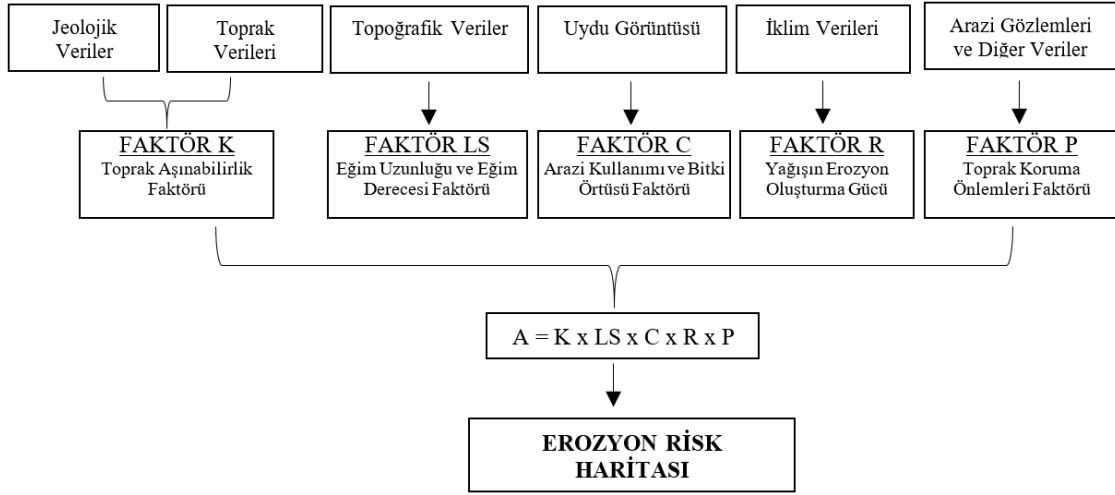 Jeolojik
Veriler
Toprak
Verileri
Topoğrafik Veriler
Uydu Görüntüsü
İklim Verileri
Arazi Gözlemleri
ve Diğer Veriler
FAKTÖR K
Toprak Aşınabilirlik
Faktörü
FAKTÖR LS
Eğim Uzunluğu ve Eğim
Derecesi Faktörü
FAKTÖR C
Arazi Kullanımı ve Bitki
Örtüsü Faktörü
FAKTÖR R
Yağışın Erozyon
Oluşturma Gücü
FAKTÖR P
Toprak Koruma
Önlemleri Faktörü
A = K x LS x C x R x P
EROZYON RİSK
HARİTASI